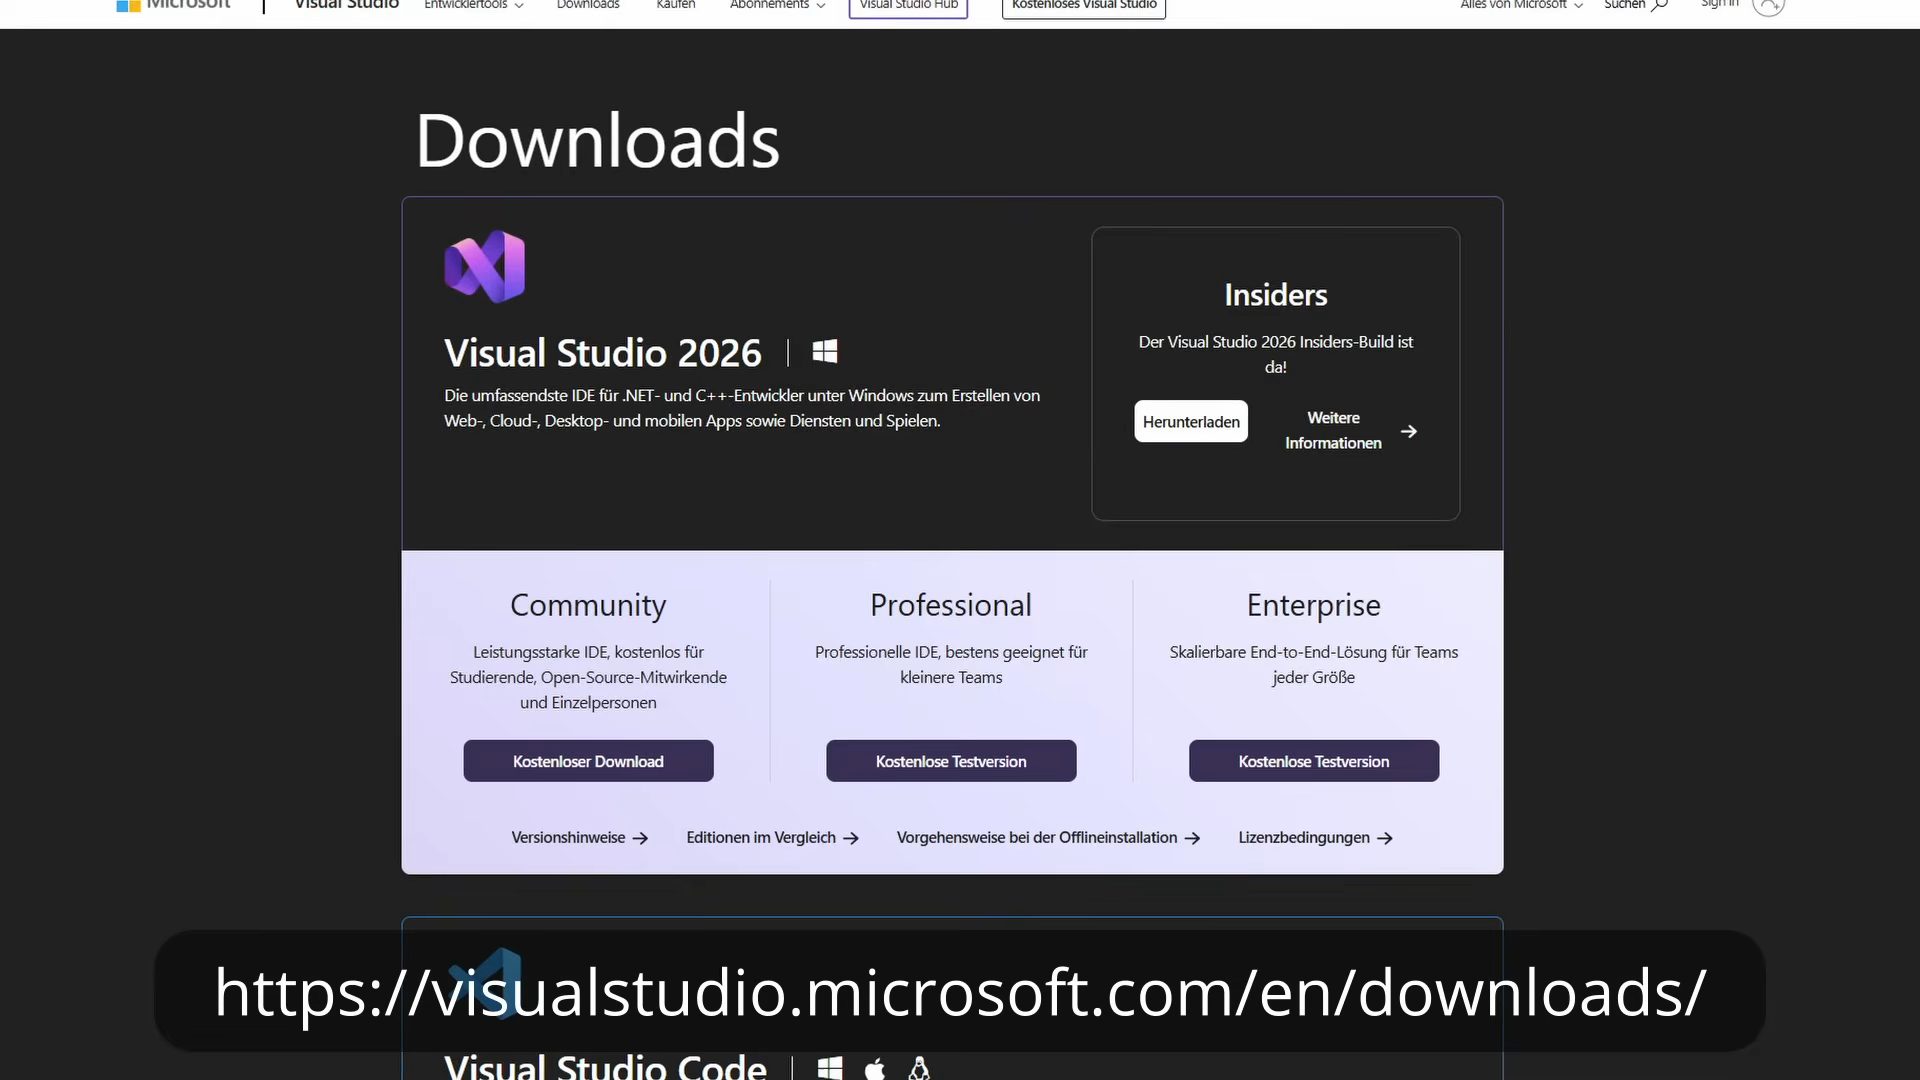 Microsoft
Visual Studio
Entwicklertools
Downloads
Kaufen
Abonnements
Visual Studio Hub
Kostenloses Visual Studio
Alles von Microsoft
Suchen
Sign in
Downloads
Visual Studio 2026
Die umfassendste IDE für .NET- und C++-Entwickler unter Windows zum Erstellen von
Web-, Cloud-, Desktop- und mobilen Apps sowie Diensten und Spielen.
Insiders
Der Visual Studio 2026 Insiders-Build ist
da!
Herunterladen
Weitere
Informationen
Community
Leistungsstarke IDE, kostenlos für
Studierende, Open-Source-Mitwirkende
und Einzelpersonen
Kostenloser Download
Professional
Professionelle IDE, bestens geeignet für
kleinere Teams
Kostenlose Testversion
Enterprise
Skalierbare End-to-End-Lösung für Teams
jeder Größe
Kostenlose Testversion
Versionshinweise
Editionen im Vergleich
Vorgehensweise bei der Offlineinstallation
Lizenzbedingungen
https://visualstudio.microsoft.com/en/downloads/
Visual Studio Code